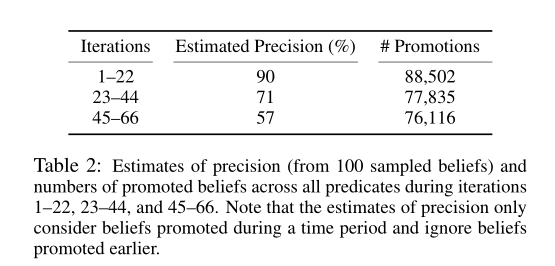 Iterations Estimated Precision (%) # Promotions
1–22 90 88,502
23–44 71 77,835
45–66 57 76,116
Table 2: Estimates of precision (from 100 sampled beliefs) and
numbers of promoted beliefs across all predicates during iterations
1–22, 23–44, and 45–66. Note that the estimates of precision only
consider beliefs promoted during a time period and ignore beliefs
promoted earlier.